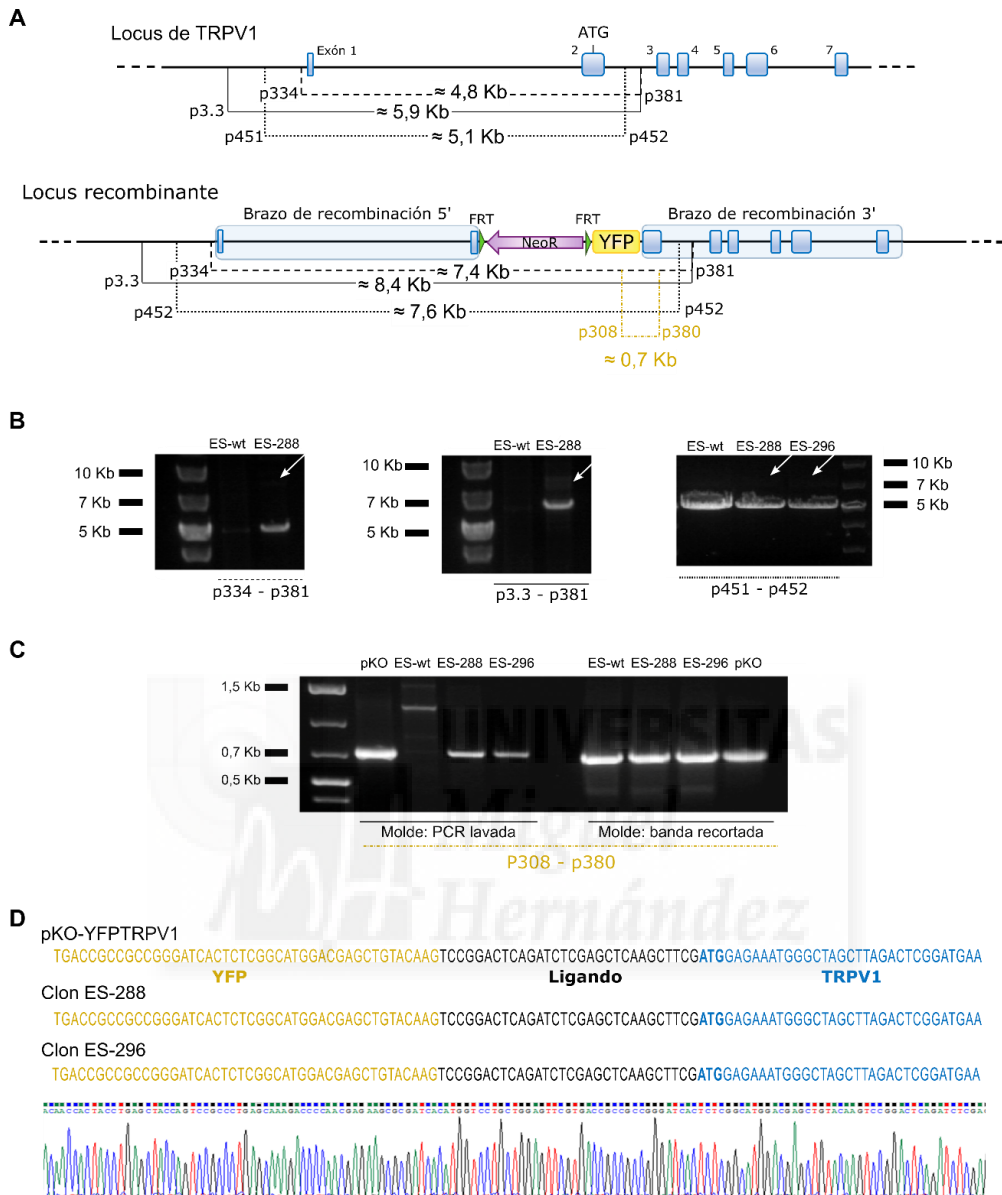 A
Locus de TRPV1
ATG
Exón 1
2
3
4
5
6
7
p334
≈ 4,8 Kb
p381
p3.3
≈ 5,9 Kb
p451
≈ 5,1 Kb
p452
Locus recombinante
Brazo de recombinación 5'
FRT
FRT
Brazo de recombinación 3'
NeoR
YFP
p334
≈ 7,4 Kb
p381
p3.3
≈ 8,4 Kb
p452
≈ 7,6 Kb
p452
p308
p380
≈ 0,7 Kb
B
ES-wt ES-288
10 Kb
7 Kb
5 Kb
p334 - p381
ES-wt ES-288
10 Kb
7 Kb
5 Kb
p3.3 - p381
ES-wt ES-288 ES-296
10 Kb
7 Kb
5 Kb
p451 - p452
C
pKO ES-wt ES-288 ES-296
ES-wt ES-288 ES-296 pKO
1,5 Kb
0,7 Kb
0,5 Kb
UNIVERSITAS
Miguel
Hernández
Molde: PCR lavada
Molde: banda recortada
P308 - p380
D
pKO-YFPTRPV1
TGACCGCCGCCGGGATCACTCTCGGCATGGACGAGCTGTACAAGTCCGGACTCAGATCTCGAGCTCAAGCTTCGATGGAGAAATGGGCTAGCTTAGACTCGGATGAA
YFP
Ligando
TRPV1
Clon ES-288
TGACCGCCGCCGGGATCACTCTCGGCATGGACGAGCTGTACAAGTCCGGACTCAGATCTCGAGCTCAAGCTTCGATGGAGAAATGGGCTAGCTTAGACTCGGATGAA
Clon ES-296
TGACCGCCGCCGGGATCACTCTCGGCATGGACGAGCTGTACAAGTCCGGACTCAGATCTCGAGCTCAAGCTTCGATGGAGAAATGGGCTAGCTTAGACTCGGATGAA
ACAACCACTACCTGAGCTACCAGTCCGCCCTGAGCAAAGACCCCAACGAGAAGCGCGATCACATGGTCCTGCTGGAGTTCGTGACCGCCGCCGGGATCACTCTCGGCATGGACGAGCTGTACAAGTCCGGACTCAGATCTCGA